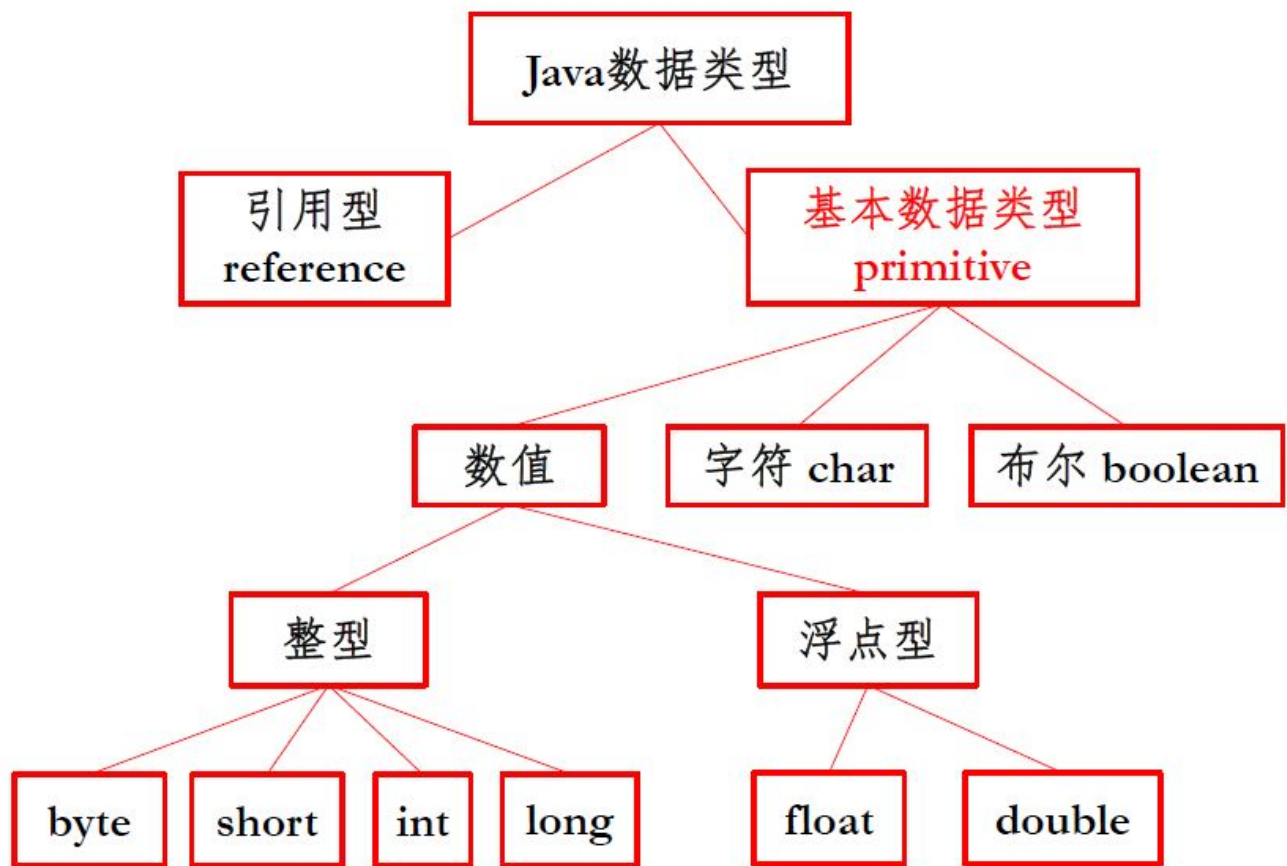 Java数据类型
引用型
reference
基本数据类型
primitive
数值
字符 char
布尔 boolean
整型
浮点型
byte
short
int
long
float
double